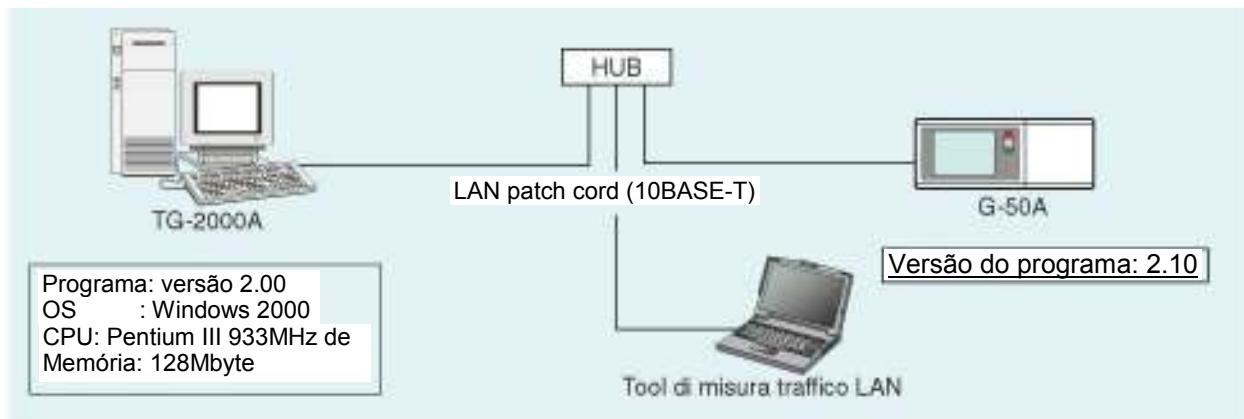 HUB
LAN patch cord (10BASE-T)
TG-2000A
G-50A
Programa: versão 2.00
OS : Windows 2000
CPU: Pentium III 933MHz de
Memória: 128Mbyte
Versão do programa: 2.10
Tool di misura traffico LAN